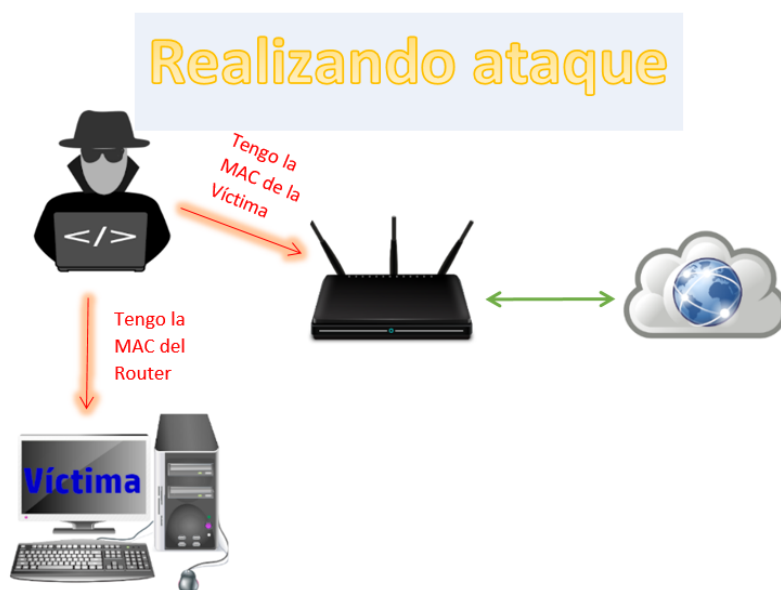 Realizando ataque
Tengo la
MAC de la
Víctima
</>
Tengo la
MAC del
Router
Víctima